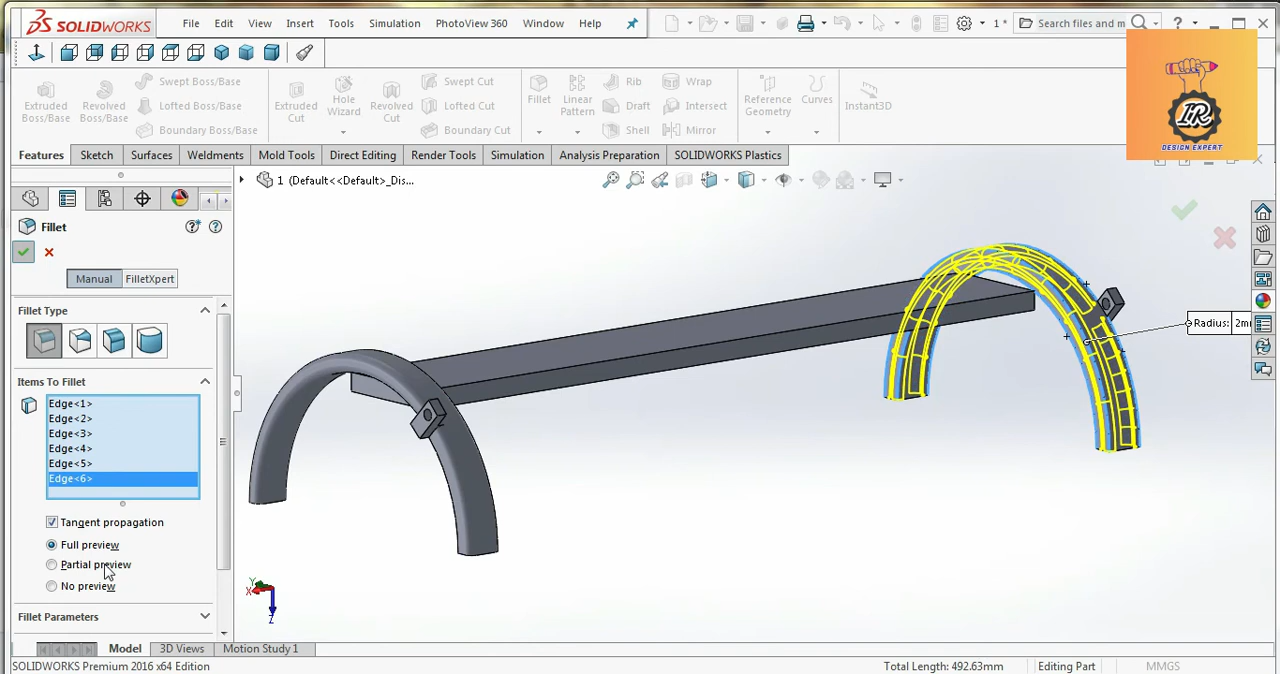 SOLIDWORKS File Edit View Insert Tools Simulation PhotoView 360 Window Help 1 * Search files and m ?
Extruded Boss/Base
Revolved Boss/Base
Swept Boss/Base
Lofted Boss/Base
Boundary Boss/Base
Extruded Cut
Hole Wizard
Revolved Cut
Swept Cut
Lofted Cut
Boundary Cut
Fillet
Linear Pattern
Rib
Draft
Shell
Wrap
Intersect
Mirror
Reference Geometry
Curves
Instant3D
IR
DESIGN EXPERT
Features Sketch Surfaces Weldments Mold Tools Direct Editing Render Tools Simulation Analysis Preparation SOLIDWORKS Plastics
1 (Default<<Default>_Dis...
Fillet
Manual FilletXpert
Fillet Type
Items To Fillet
Edge<1>
Edge<2>
Edge<3>
Edge<4>
Edge<5>
Edge<6>
Tangent propagation
Full preview
Partial preview
No preview
Fillet Parameters
Radius: 2m
Y
X
Z
Model 3D Views Motion Study 1
SOLIDWORKS Premium 2016 x64 Edition Total Length: 492.63mm Editing Part MMGS